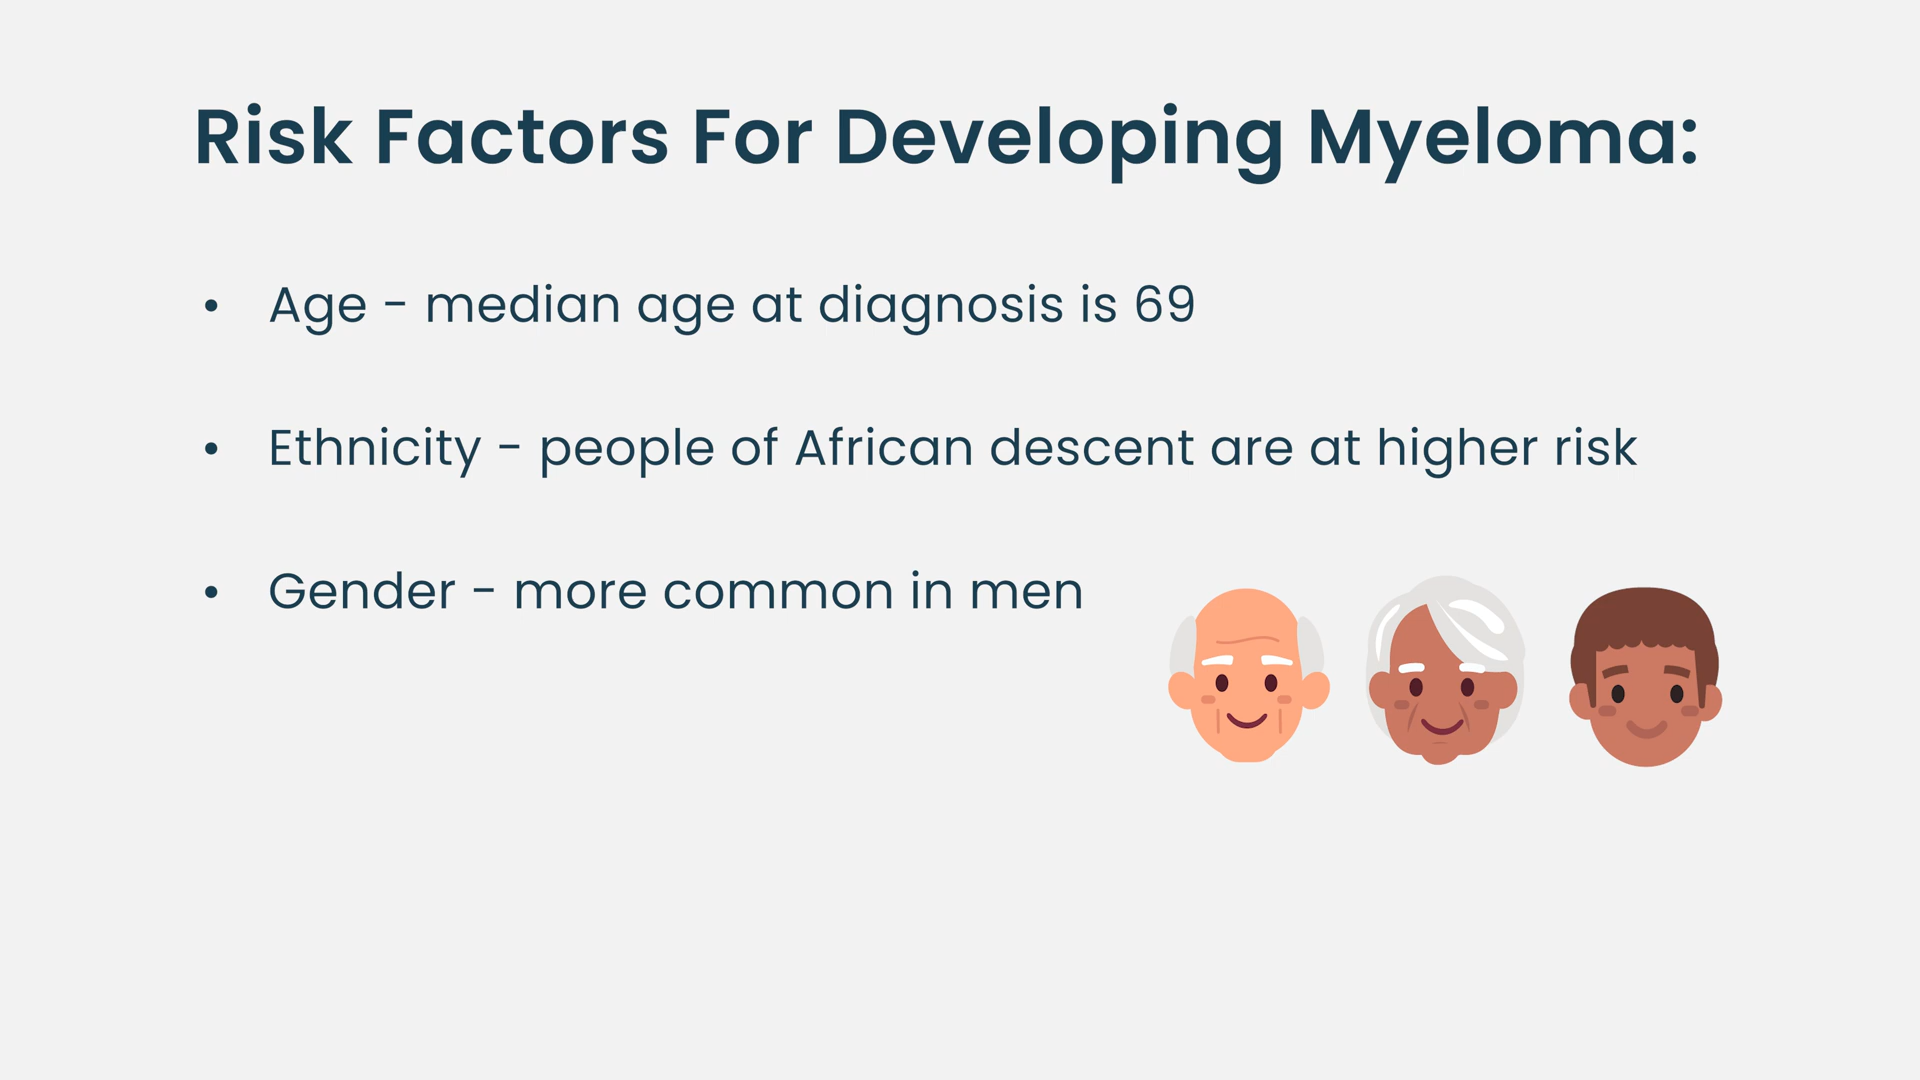 Risk Factors For Developing Myeloma:
• Age - median age at diagnosis is 69
• Ethnicity - people of African descent are at higher risk
• Gender - more common in men